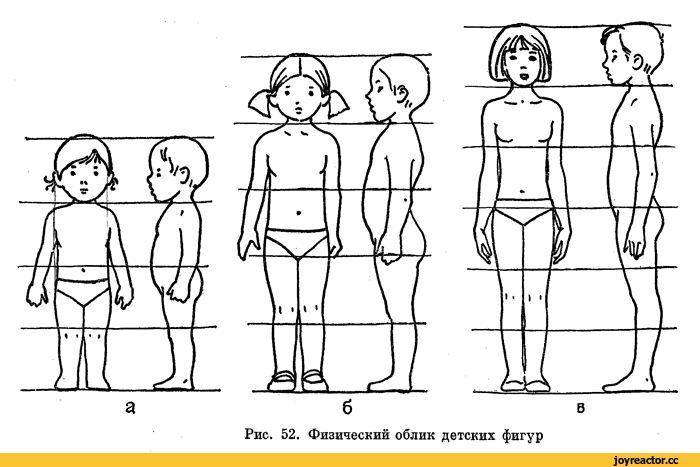 а
б
в
Рис. 52. Физический облик детских фигур
joyreactor.cc